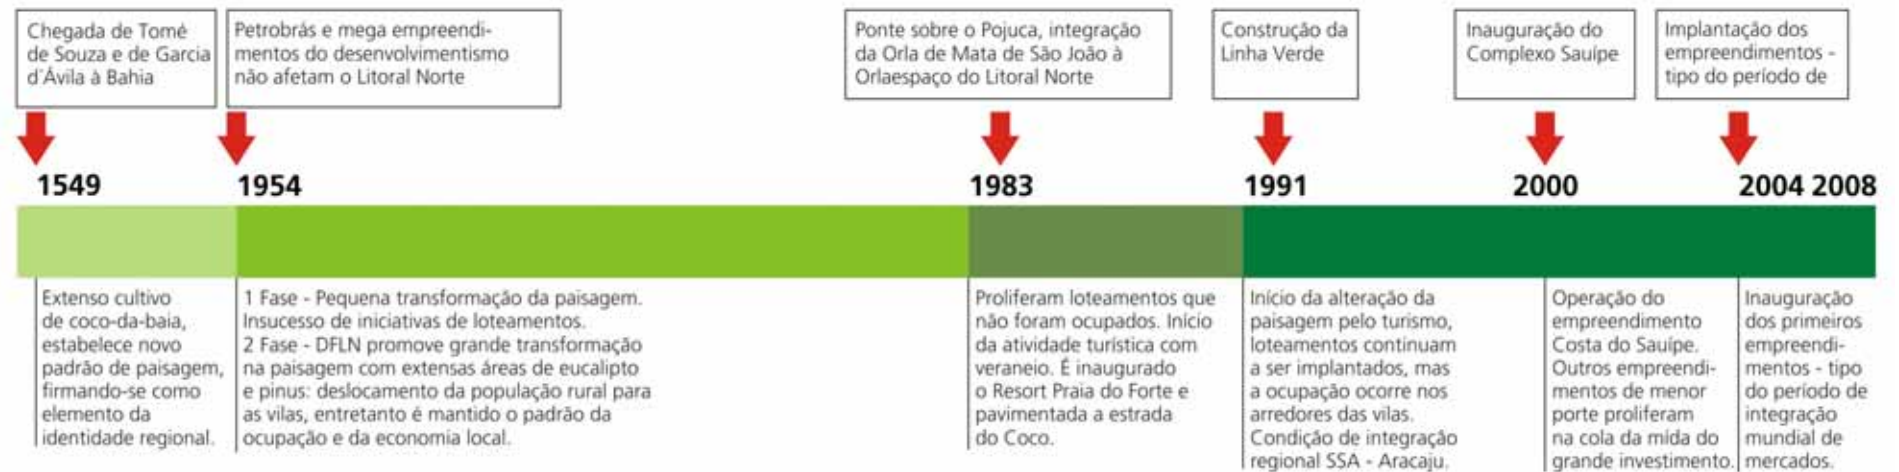 Chegada de Tomé
de Souza e de Garcia
d´Ávila à Bahia
Petrobrás e mega empreendi-
mentos do desenvolvimentismo
não afetam o Litoral Norte
Ponte sobre o Pojuca, integração
da Orla de Mata de São João à
Orlaespaço do Litoral Norte
Construção da
Linha Verde
Inauguração do
Complexo Sauípe
Implantação dos
empreendimentos -
tipo do período de
1549
1954
1983
1991
2000
2004 2008
Extenso cultivo
de coco-da-baia,
estabelece novo
padrão de paisagem,
firmando-se como
elemento da
identidade regional.
1 Fase - Pequena transformação da paisagem.
Insucesso de iniciativas de loteamentos.
2 Fase - DFLN promove grande transformação
na paisagem com extensas áreas de eucalipto
e pinus: deslocamento da população rural para
as vilas, entretanto é mantido o padrão da
ocupação e da economia local.
Proliferam loteamentos que
não foram ocupados. Início
da atividade turística com
veraneio. É inaugurado
o Resort Praia do Forte e
pavimentada a estrada
do Coco.
Início da alteração da
paisagem pelo turismo,
loteamentos continuam
a ser implantados, mas
a ocupação ocorre nos
arredores das vilas.
Condição de integração
regional SSA - Aracaju.
Operação do
empreendimento
Costa do Sauípe.
Outros empreendi-
mentos de menor
porte proliferam
na cola da mída do
grande investimento.
Inauguração
dos primeiros
empreendi-
mentos - tipo
do período de
integração
mundial de
mercados.